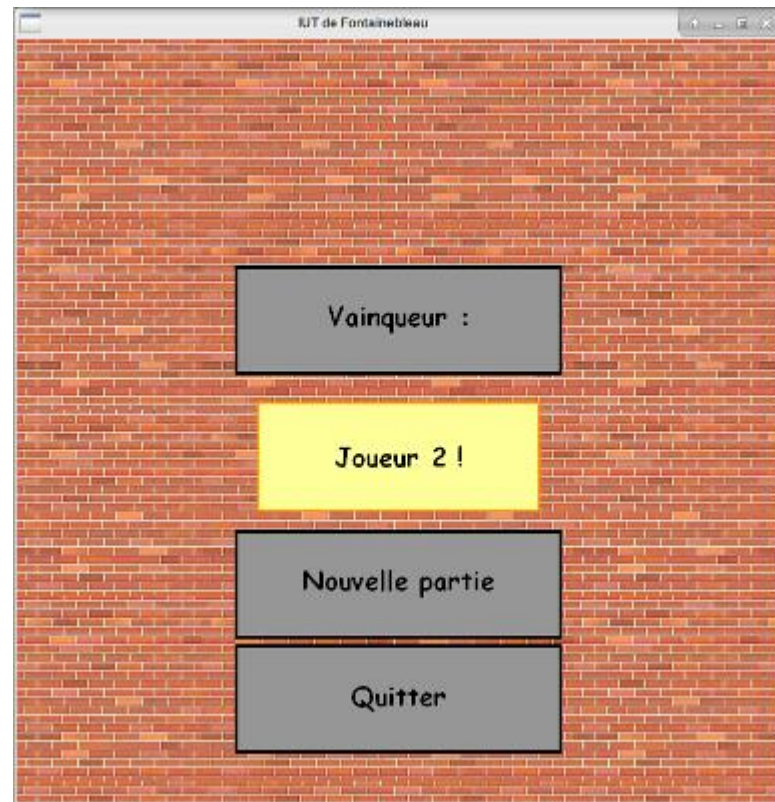 IUT de Fontainebleau
Vainqueur :
Joueur 2 !
Nouvelle partie
Quitter